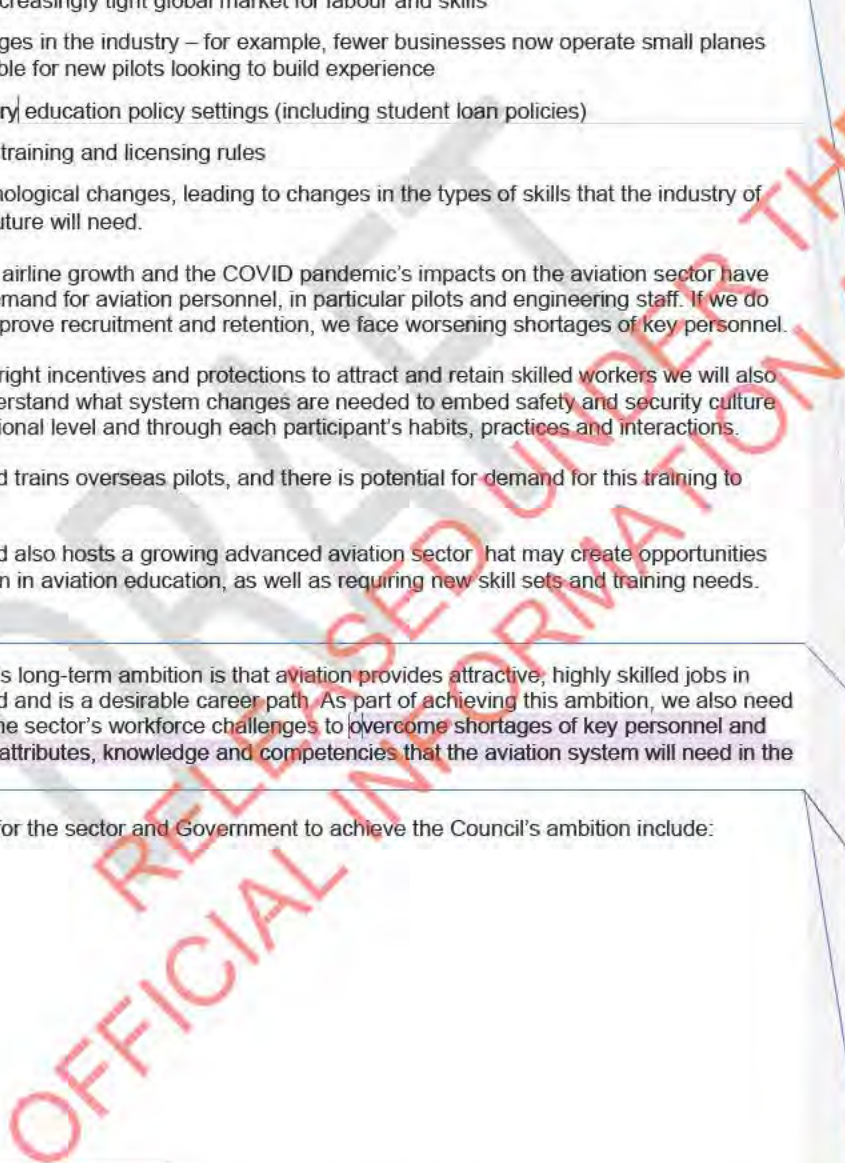 creasingly tight global market for labour and skills
ges in the industry – for example, fewer businesses now operate small planes
ble for new pilots looking to build experience
ry education policy settings (including student loan policies)
training and licensing rules
nological changes, leading to changes in the types of skills that the industry of
uture will need.
airline growth and the COVID pandemic's impacts on the aviation sector have
emand for aviation personnel, in particular pilots and engineering staff. If we do
prove recruitment and retention, we face worsening shortages of key personnel.
right incentives and protections to attract and retain skilled workers we will also
erstand what system changes are needed to embed safety and security culture
ional level and through each participant's habits, practices and interactions.
d trains overseas pilots, and there is potential for demand for this training to
d also hosts a growing advanced aviation sector hat may create opportunities
n in aviation education, as well as requiring new skill sets and training needs.
s long-term ambition is that aviation provides attractive, highly skilled jobs in
d and is a desirable career path. As part of achieving this ambition, we also need
ne sector's workforce challenges to overcome shortages of key personnel and
attributes, knowledge and competencies that the aviation system will need in the
for the sector and Government to achieve the Council's ambition include:
DRAFT
RELEASED UNDER THE
OFFICIAL INFORMATION